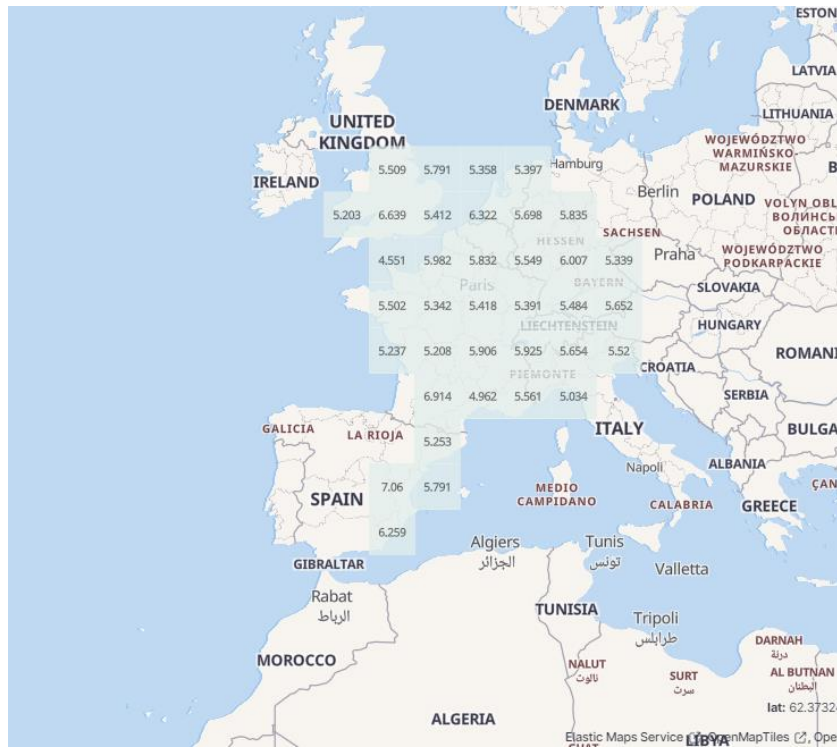 ESTON
LATVIA
DENMARK
LITHUANIA
UNITED
KINGDOM
WOJEWÓDZTWO
WARMIŃSKO-
MAZURSKIE
IRELAND
Hamburg
Berlin
POLAND
5.509 5.791 5.358 5.397
VOLYN OBL
ВОЛИНСЬ
ОБЛАСТ
5.203 6.639 5.412 6.322 5.698 5.835
SACHSEN
HESSEN
Praha
WOJEWÓDZTWO
PODKARPACKIE
4.551 5.982 5.832 5.549 6.007 5.339
Paris
BAYERN
SLOVAKIA
5.502 5.342 5.418 5.391 5.484 5.652
LIECHTENSTEIN
HUNGARY
5.237 5.208 5.906 5.925 5.654 5.52
ROMANI
PIEMONTE
CROATIA
SERBIA
6.914 4.962 5.561 5.034
GALICIA
LA RIOJA
ITALY
BULGA
5.253
Napoli
ALBANIA
7.06 5.791
SPAIN
MEDIO
CAMPIDANO
CALABRIA
GREECE
ÇAN
6.259
GIBRALTAR
Algiers
الجزائر
Tunis
تونس
Valletta
Rabat
الرباط
TUNISIA
Tripoli
طرابلس
MOROCCO
NALUT
نالوت
SURT
سرت
DARNAH
درنة
AL BUTNAN
البطنان
lat: 62.3732
ALGERIA
LIBYA
Elastic Maps Service, OpenMapTiles, Ope